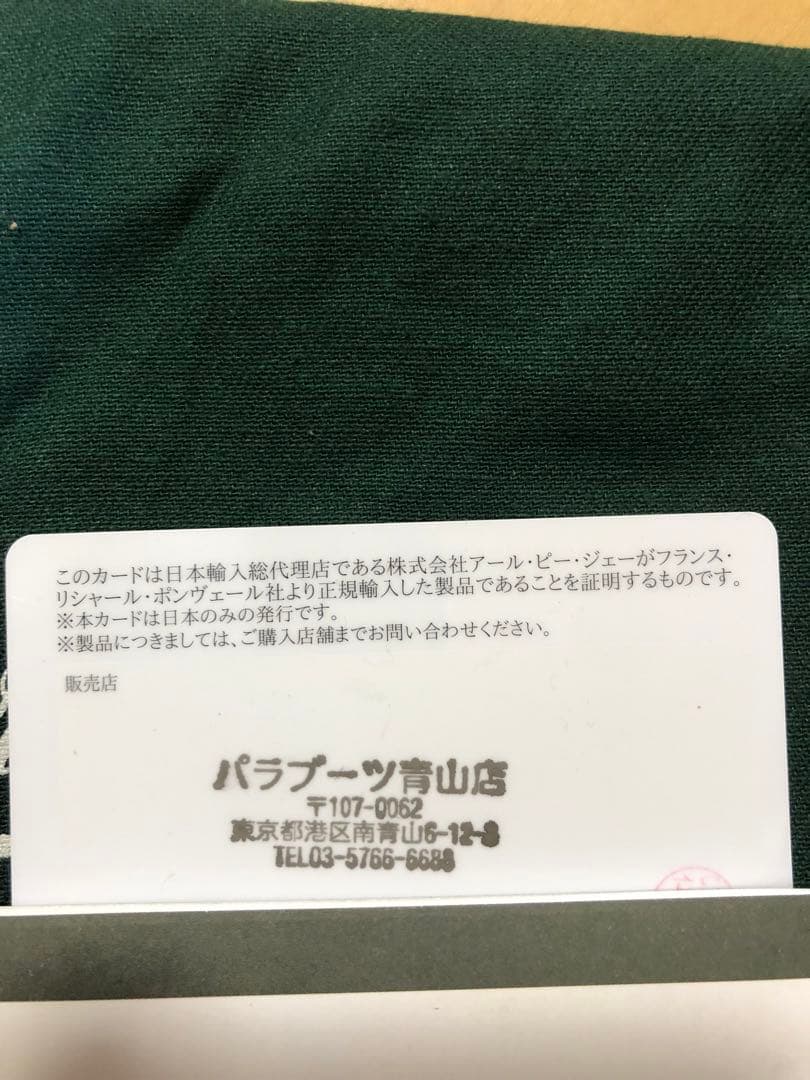 このカードは日本輸入総代理店である株式会社アール・ピー・ジェーがフランス・
リシャール・ポンヴェール社より正規輸入した製品であることを証明するものです。
※本カードは日本のみの発行です。
※製品につきましては、ご購入店舗までお問い合わせください。
販売店
パラブーツ青山店
〒107-0062
東京都港区南青山6-12-3
TEL03-5766-6688